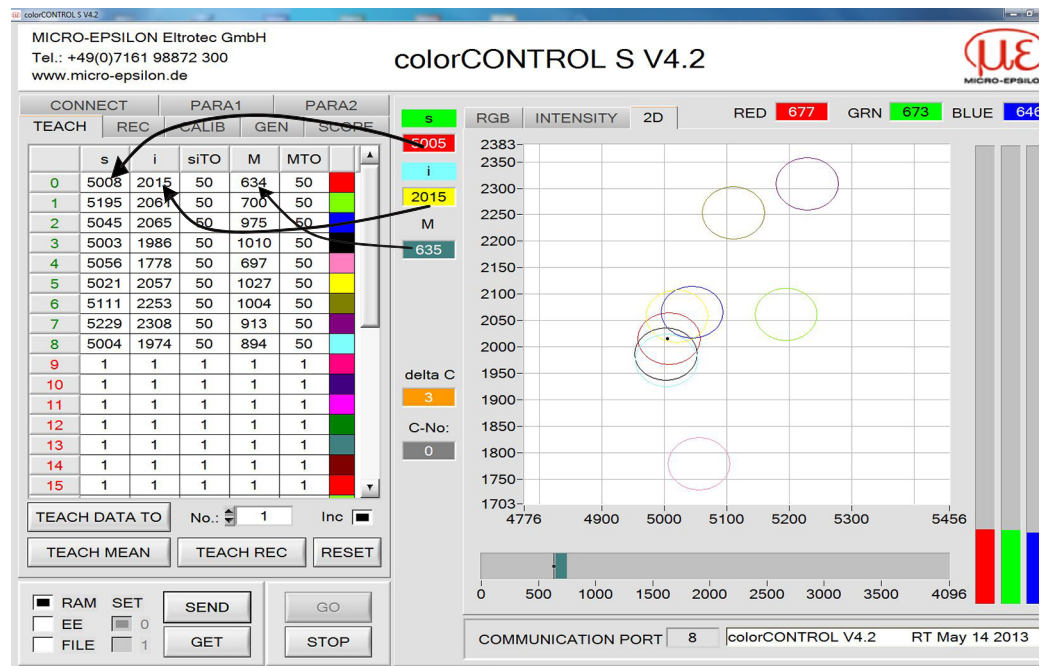 colorCONTROL S V4.2
MICRO-EPSILON Eltrotec GmbH
Tel.: +49(0)7161 98872 300
www.micro-epsilon.de
colorCONTROL S V4.2
με
MICRO-EPSILON
CONNECT PARA1 PARA2
TEACH REC CALIB GEN SCOPE
s i siTO M MTO
0 5008 2015 50 634 50
1 5195 2061 50 700 50
2 5045 2065 50 975 50
3 5003 1986 50 1010 50
4 5056 1778 50 697 50
5 5021 2057 50 1027 50
6 5111 2253 50 1004 50
7 5229 2308 50 913 50
8 5004 1974 50 894 50
9 1 1 1 1 1
10 1 1 1 1 1
11 1 1 1 1 1
12 1 1 1 1 1
13 1 1 1 1 1
14 1 1 1 1 1
15 1 1 1 1 1
TEACH DATA TO No.: 1 Inc
TEACH MEAN TEACH REC RESET
RAM SET SEND GO
EE 0
FILE 1 GET STOP
s
5005
i
2015
M
635
delta C
3
C-No:
0
RGB INTENSITY 2D RED 677 GRN 673 BLUE 646
2383
2350
2300
2250
2200
2150
2100
2050
2000
1950
1900
1850
1800
1750
1703
4776 4900 5000 5100 5200 5300 5456
0 500 1000 1500 2000 2500 3000 3500 4096
COMMUNICATION PORT 8 colorCONTROL V4.2 RT May 14 2013